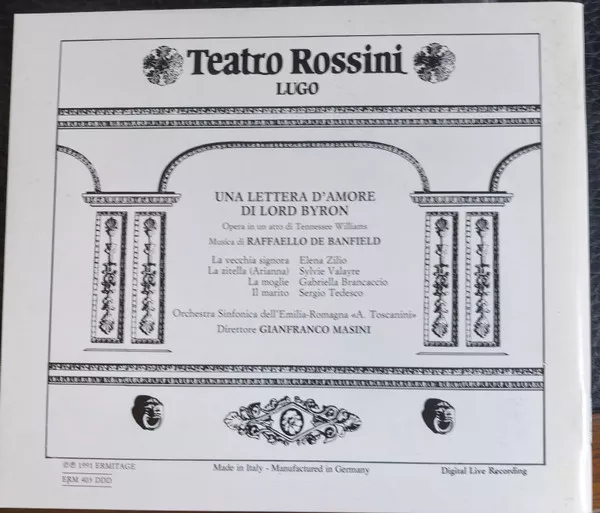 Teatro Rossini
LUGO
UNA LETTERA D'AMORE
DI LORD BYRON
Opera in un atto di Tennessee Williams
Musica di RAFFAELLO DE BANFIELD
La vecchia signora Elena Zilio
La zitella (Arianna) Sylvie Valayre
La moglie Gabriella Brancaccio
Il marito Sergio Tedesco
Orchestra Sinfonica dell'Emilia-Romagna «A. Toscanini»
Direttore GIANFRANCO MASINI
©℗ 1991 ERMITAGE
ERM 405 DDD
Made in Italy - Manufactured in Germany
Digital Live Recording